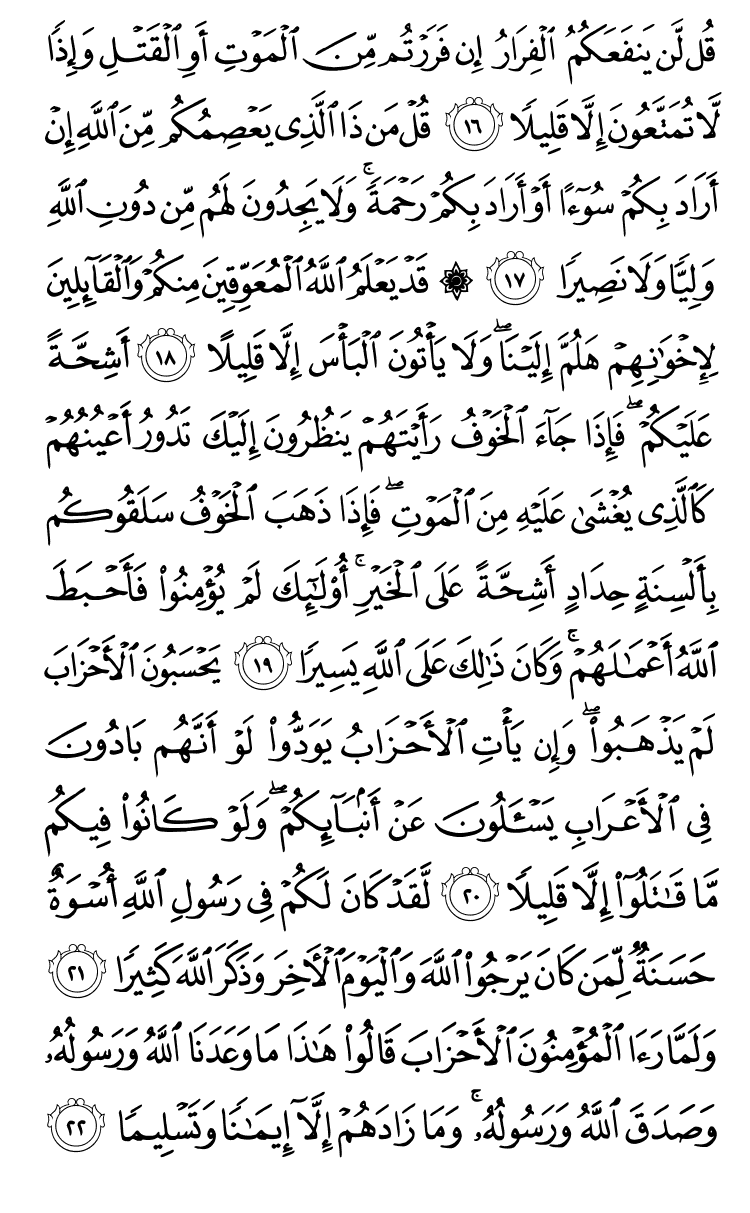 قُل لَّن يَنفَعَكُمُ ٱلْفِرَارُ إِن فَرَرْتُم مِّنَ ٱلْمَوْتِ أَوِ ٱلْقَتْلِ وَإِذًا
لَّا تُمَتَّعُونَ إِلَّا قَلِيلًا ١٦ قُلْ مَن ذَا ٱلَّذِى يَعْصِمُكُم مِّنَ ٱللَّهِ إِنْ
أَرَادَ بِكُمْ سُوٓءًا أَوْ أَرَادَ بِكُمْ رَحْمَةً ۚ وَلَا يَجِدُونَ لَهُم مِّن دُونِ ٱللَّهِ
وَلِيًّا وَلَا نَصِيرًا ١٧ ۞ قَدْ يَعْلَمُ ٱللَّهُ ٱلْمُعَوِّقِينَ مِنكُمْ وَٱلْقَآئِلِينَ
لِإِخْوَٰنِهِمْ هَلُمَّ إِلَيْنَا ۖ وَلَا يَأْتُونَ ٱلْبَأْسَ إِلَّا قَلِيلًا ١٨ أَشِحَّةً
عَلَيْكُمْ ۖ فَإِذَا جَآءَ ٱلْخَوْفُ رَأَيْتَهُمْ يَنظُرُونَ إِلَيْكَ تَدُورُ أَعْيُنُهُمْ
كَٱلَّذِى يُغْشَىٰ عَلَيْهِ مِنَ ٱلْمَوْتِ ۖ فَإِذَا ذَهَبَ ٱلْخَوْفُ سَلَقُوكُم
بِأَلْسِنَةٍ حِدَادٍ أَشِحَّةً عَلَى ٱلْخَيْرِ ۚ أُو۟لَٰٓئِكَ لَمْ يُؤْمِنُوا۟ فَأَحْبَطَ
ٱللَّهُ أَعْمَٰلَهُمْ ۚ وَكَانَ ذَٰلِكَ عَلَى ٱللَّهِ يَسِيرًا ١٩ يَحْسَبُونَ ٱلْأَحْزَابَ
لَمْ يَذْهَبُوا۟ ۖ وَإِن يَأْتِ ٱلْأَحْزَابُ يَوَدُّوا۟ لَوْ أَنَّهُم بَادُونَ
فِى ٱلْأَعْرَابِ يَسْـَٔلُونَ عَنْ أَنۢبَآئِكُمْ ۖ وَلَوْ كَانُوا۟ فِيكُم
مَّا قَٰتَلُوٓا۟ إِلَّا قَلِيلًا ٢٠ لَّقَدْ كَانَ لَكُمْ فِى رَسُولِ ٱللَّهِ أُسْوَةٌ
حَسَنَةٌ لِّمَن كَانَ يَرْجُوا۟ ٱللَّهَ وَٱلْيَوْمَ ٱلْـَٔاخِرَ وَذَكَرَ ٱللَّهَ كَثِيرًا ٢١
وَلَمَّا رَءَا ٱلْمُؤْمِنُونَ ٱلْأَحْزَابَ قَالُوا۟ هَٰذَا مَا وَعَدَنَا ٱللَّهُ وَرَسُولُهُۥ
وَصَدَقَ ٱللَّهُ وَرَسُولُهُۥ ۚ وَمَا زَادَهُمْ إِلَّآ إِيمَٰنًا وَتَسْلِيمًا ٢٢